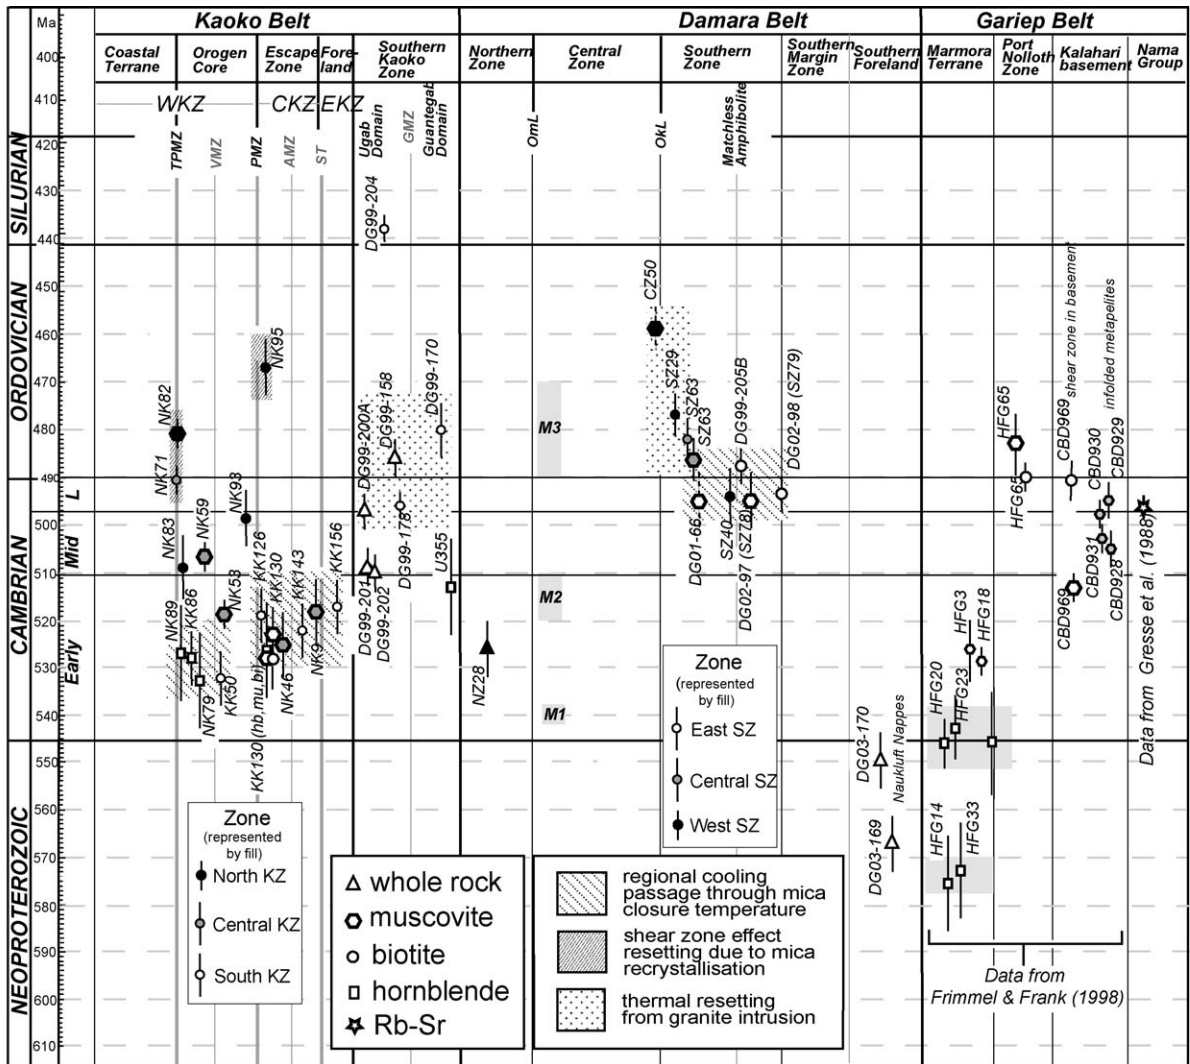 Ma
Kaoko Belt
Damara Belt
Gariep Belt
Coastal
Terrane
Orogen
Core
Escape
Zone
Fore-
land
Southern
Kaoko
Zone
Northern
Zone
Central
Zone
Southern
Zone
Southern
Margin
Zone
Southern
Foreland
Marmora
Terrane
Port
Nolloth
Zone
Kalahari
basement
Nama
Group
WKZ
CKZ
EKZ
TPMZ
VMZ
PMZ
AMZ
ST
Ugab
Domain
GMZ
Guantegab
Domain
OmL
OkL
Matchless
Amphibolite
400
410
420
430
440
450
460
470
480
490
500
510
520
530
540
550
560
570
580
590
600
610
SILURIAN
ORDOVICIAN
CAMBRIAN
NEOPROTEROZOIC
L
Mid
Early
DG99-204
NK95
NK82
NK71
NK93
NK83
NK59
NK53
NK89
KK86
NK79
KK50
KK126
KK130
KK143
KK156
NK9
NK46
KK130 (hb,mu,bi)
DG99-200A
DG99-158
DG99-170
DG99-178
DG99-201
DG99-202
U355
NZ28
M3
M2
M1
CZ50
SZ29
SZ63
SZ63
DG99-205B
DG02-98 (SZ79)
DG01-66
SZ40
DG02-97 (SZ78)
DG03-170
Naukluft Nappes
DG03-169
HFG65
HFG65
HFG3
HFG18
HFG20
HFG23
HFG14
HFG33
CBD969
shear zone in basement
CBD930
CBD929
infolded metapelites
CBD969
CBD931
CBD928
Data from Gresse et al. (1988)
Data from
Frimmel & Frank (1998)
Zone
(represented
by fill)
North KZ
Central KZ
South KZ
Zone
(represented
by fill)
East SZ
Central SZ
West SZ
whole rock
muscovite
biotite
hornblende
Rb-Sr
regional cooling
passage through mica
closure temperature
shear zone effect
resetting due to mica
recrystallisation
thermal resetting
from granite intrusion